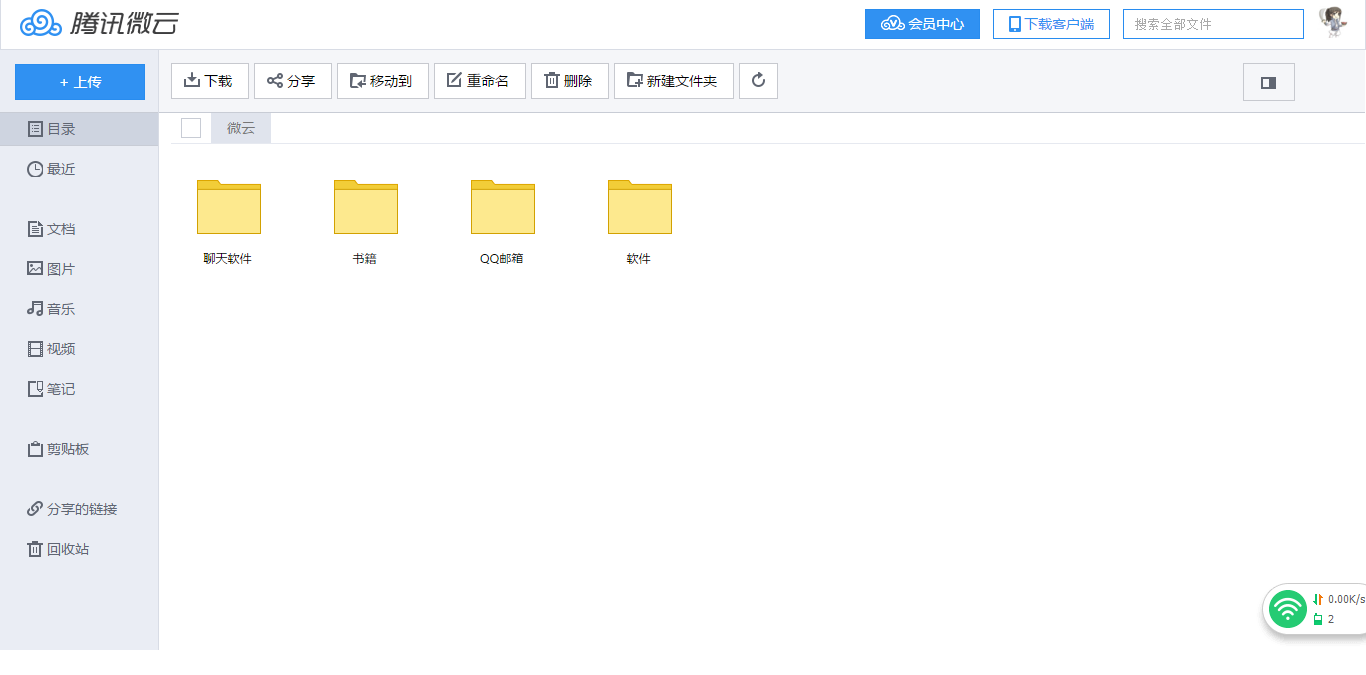 腾讯微云
会员中心
下载客户端
搜索全部文件
+ 上传
下载
分享
移动到
重命名
删除
新建文件夹
目录
微云
最近
文档
图片
音乐
视频
笔记
剪贴板
分享的链接
回收站
聊天软件
书籍
QQ邮箱
软件
0.00K/s
2